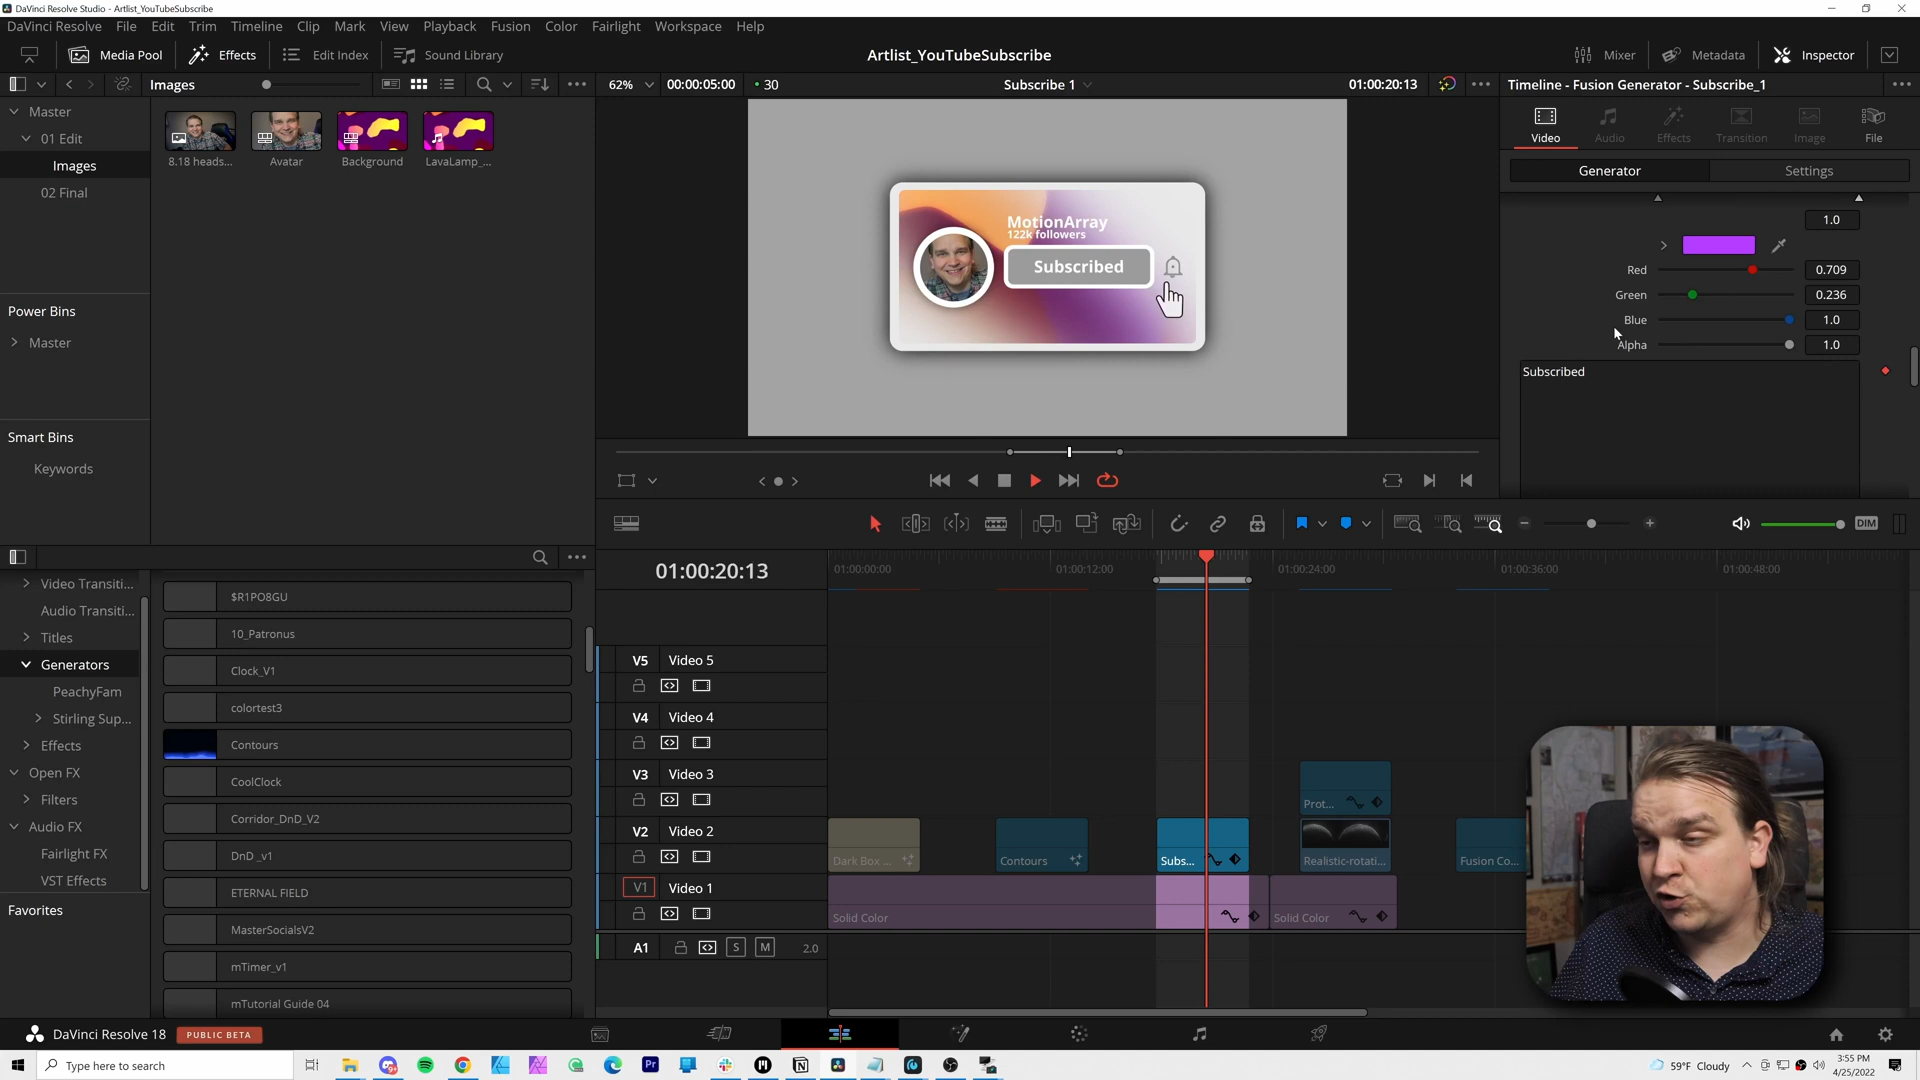 DaVinci Resolve Studio - Artlist_YouTubeSubscribe
DaVinci Resolve File Edit Trim Timeline Clip Mark View Playback Fusion Color Fairlight Workspace Help
Media Pool Effects Edit Index Sound Library
Artlist_YouTubeSubscribe
Mixer Metadata Inspector
Images
62% 00:00:05:00 30 Subscribe 1 01:00:20:13
Timeline - Fusion Generator - Subscribe_1
Master
01 Edit
Images
02 Final
Power Bins
Master
Smart Bins
Keywords
8.18 heads... Avatar Background LavaLamp_...
MotionArray
122k followers
Subscribed
Video Audio Effects Transition Image File
Generator Settings
1.0
Red 0.709
Green 0.236
Blue 1.0
Alpha 1.0
Subscribed
DIM
Video Transiti...
Audio Transiti...
Titles
Generators
PeachyFam
Stirling Sup...
Effects
Open FX
Filters
Audio FX
Fairlight FX
VST Effects
Favorites
$R1PO8GU
10_Patronus
Clock_V1
colortest3
Contours
CoolClock
Corridor_DnD_V2
DnD _v1
ETERNAL FIELD
MasterSocialsV2
mTimer_v1
mTutorial Guide 04
01:00:20:13
01:00:00:00 01:00:12:00 01:00:24:00 01:00:36:00 01:00:48:00
V5 Video 5
V4 Video 4
V3 Video 3
Prot...
V2 Video 2
Dark Box ... Contours Subs... Realistic-rotati... Fusion Co...
V1 Video 1
Solid Color Solid Color
A1 S M 2.0
DaVinci Resolve 18 PUBLIC BETA
Type here to search
Pr
59°F Cloudy
3:55 PM
4/25/2022